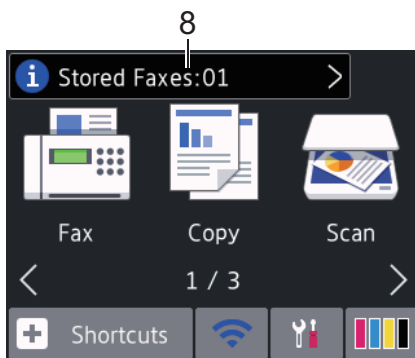 8
i Stored Faxes:01 >
Fax Copy Scan
< 1 / 3 >
+ Shortcuts